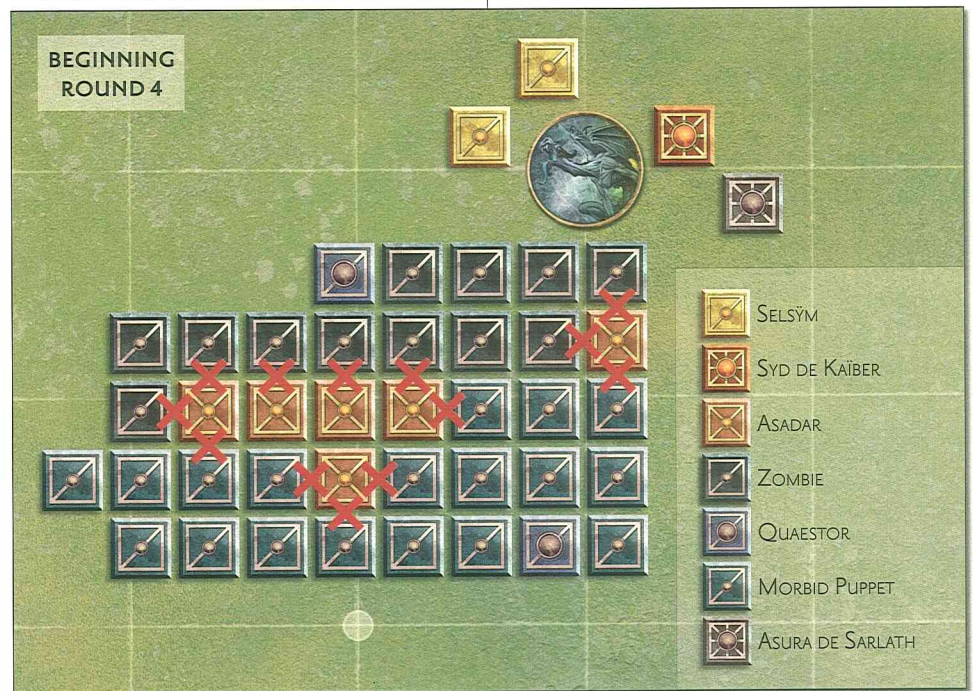 BEGINNING
ROUND 4
SELSŸM
SYD DE KAÏBER
ASADAR
ZOMBIE
QUAESTOR
MORBID PUPPET
ASURA DE SARLATH